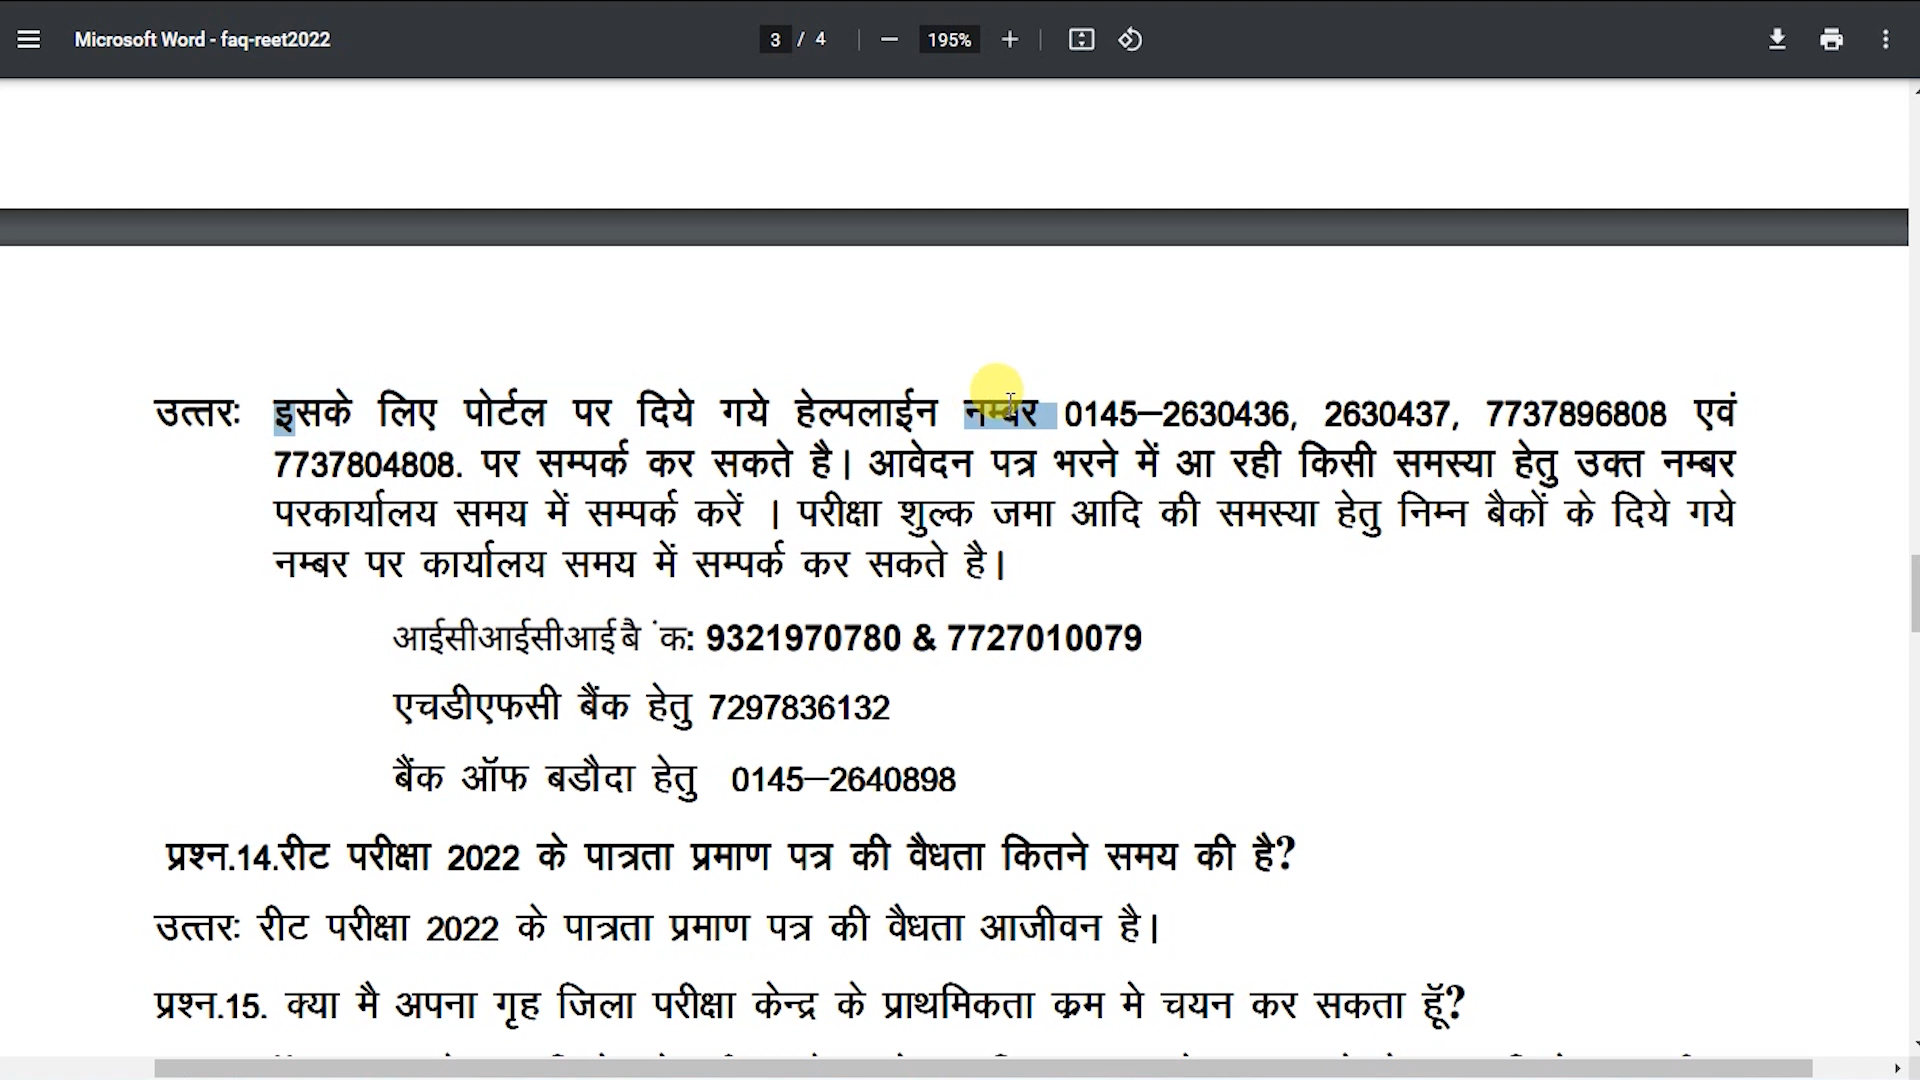 Microsoft Word - faq-reet2022
3 / 4
195%
उत्तरः इसके लिए पोर्टल पर दिये गये हेल्पलाईन नम्बर 0145–2630436, 2630437, 7737896808 एवं
7737804808. पर सम्पर्क कर सकते है। आवेदन पत्र भरने में आ रही किसी समस्या हेतु उक्त नम्बर
परकार्यालय समय में सम्पर्क करें । परीक्षा शुल्क जमा आदि की समस्या हेतु निम्न बैकों के दिये गये
नम्बर पर कार्यालय समय में सम्पर्क कर सकते है।
आईसीआईसीआई बैंक: 9321970780 & 7727010079
एचडीएफसी बैंक हेतु 7297836132
बैंक ऑफ बडौदा हेतु 0145–2640898
प्रश्न.14.रीट परीक्षा 2022 के पात्रता प्रमाण पत्र की वैधता कितने समय की है?
उत्तरः रीट परीक्षा 2022 के पात्रता प्रमाण पत्र की वैधता आजीवन है।
प्रश्न.15. क्या मै अपना गृह जिला परीक्षा केन्द्र के प्राथमिकता क्रम मे चयन कर सकता हूॅ?